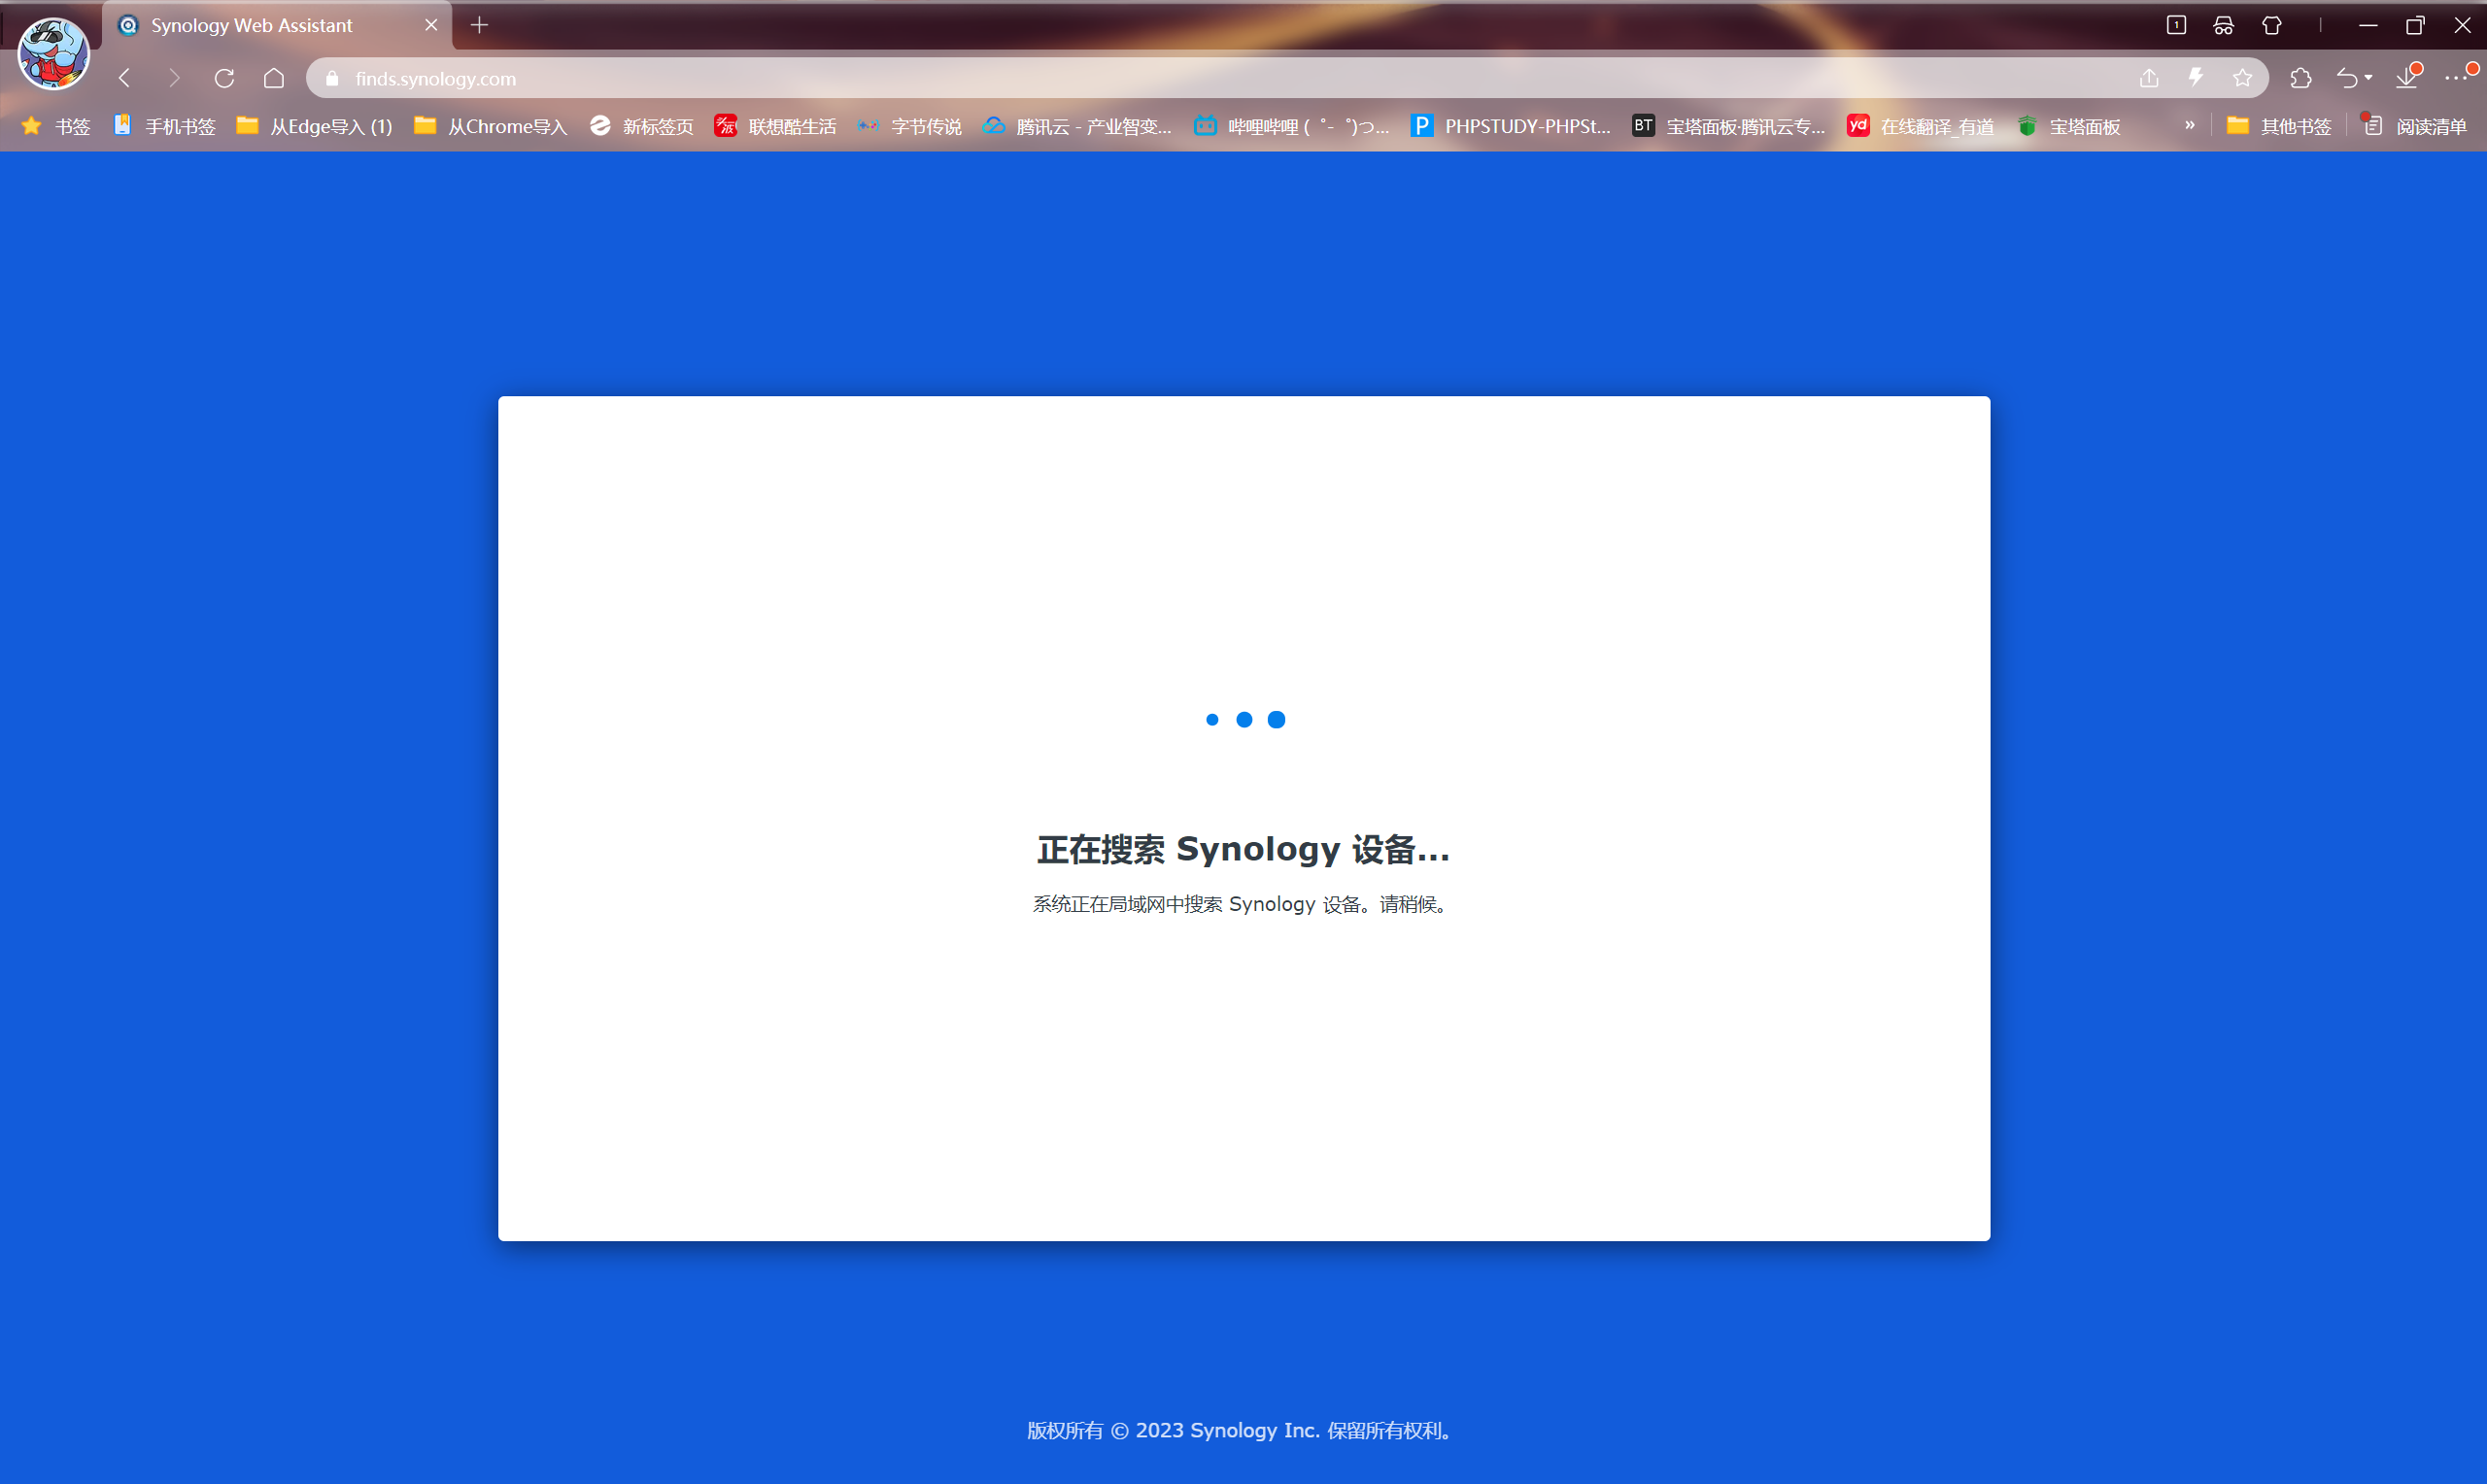 Synology Web Assistant
1
finds.synology.com
书签
手机书签
从Edge导入 (1)
从Chrome导入
新标签页
联想酷生活
字节传说
腾讯云 - 产业智变...
哔哩哔哩 ( ゜- ゜)つ...
P
PHPSTUDY-PHPSt...
BT
宝塔面板·腾讯云专...
yd
在线翻译_有道
宝塔面板
»
其他书签
阅读清单
正在搜索 Synology 设备...
系统正在局域网中搜索 Synology 设备。请稍候。
版权所有 © 2023 Synology Inc. 保留所有权利。